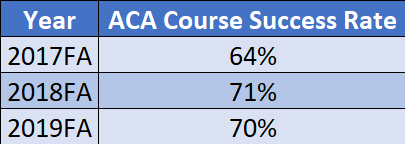 Year ACA Course Success Rate
2017FA 64%
2018FA 71%
2019FA 70%